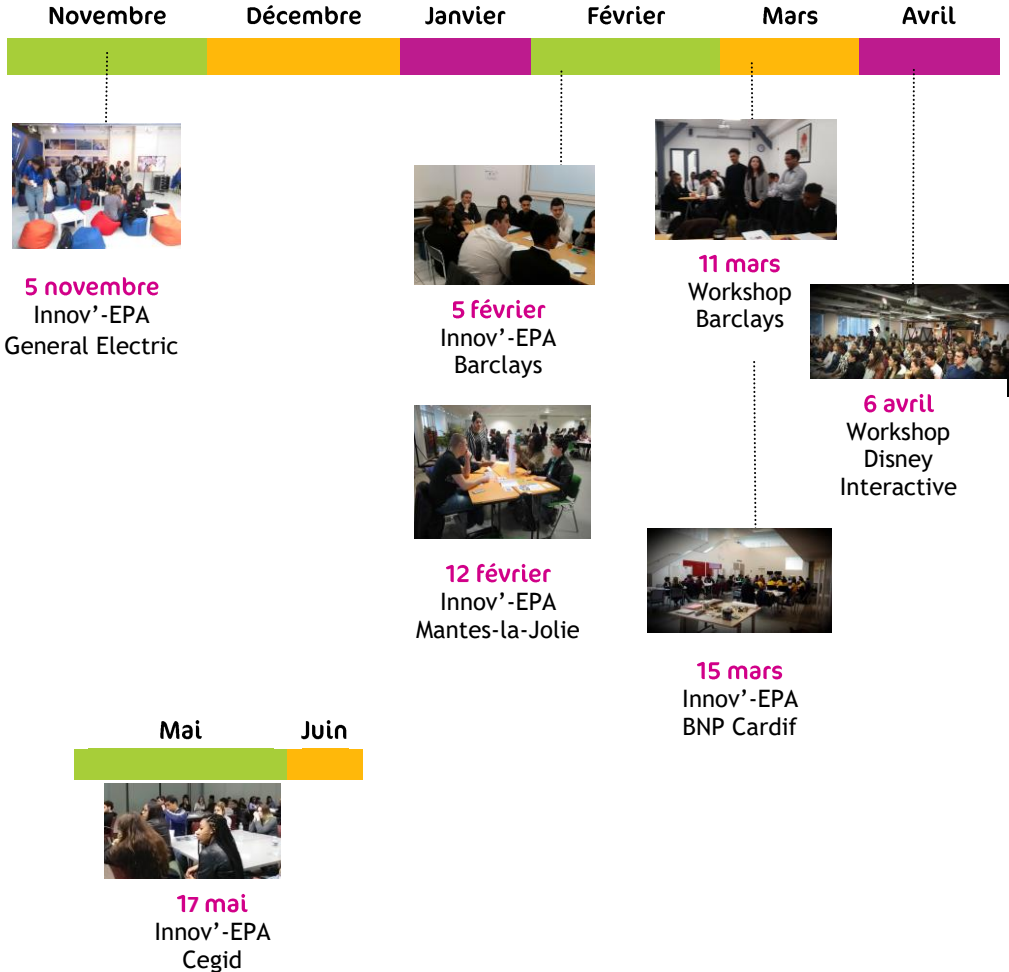 Novembre
Décembre
Janvier
Février
Mars
Avril
5 novembre
Innov’-EPA
General Electric
5 février
Innov’-EPA
Barclays
12 février
Innov’-EPA
Mantes-la-Jolie
11 mars
Workshop
Barclays
15 mars
Innov’-EPA
BNP Cardif
6 avril
Workshop
Disney
Interactive
Mai
Juin
17 mai
Innov’-EPA
Cegid